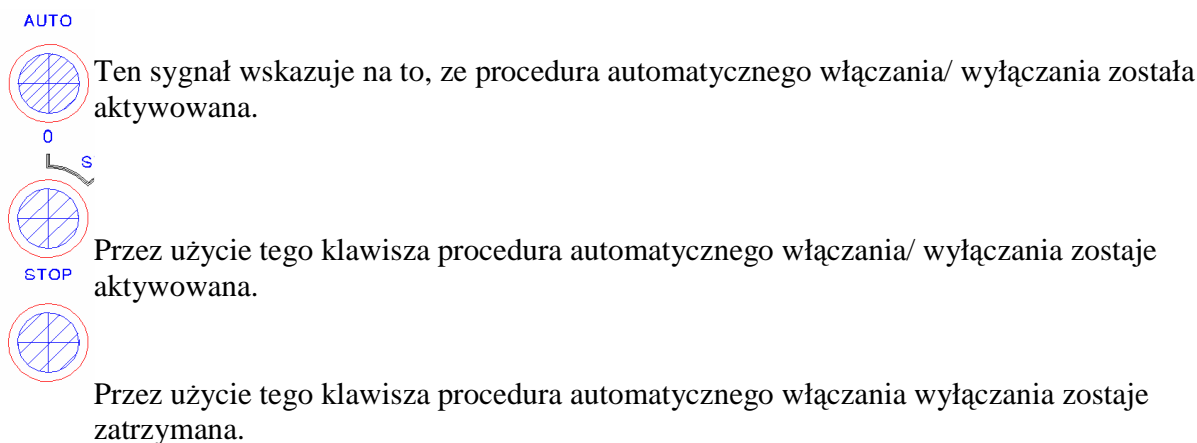 AUTO
Ten sygnał wskazuje na to, ze procedura automatycznego włączania/ wyłączania została
aktywowana.
0
S
Przez użycie tego klawisza procedura automatycznego włączania/ wyłączania zostaje
aktywowana.
STOP
Przez użycie tego klawisza procedura automatycznego włączania wyłączania zostaje
zatrzymana.